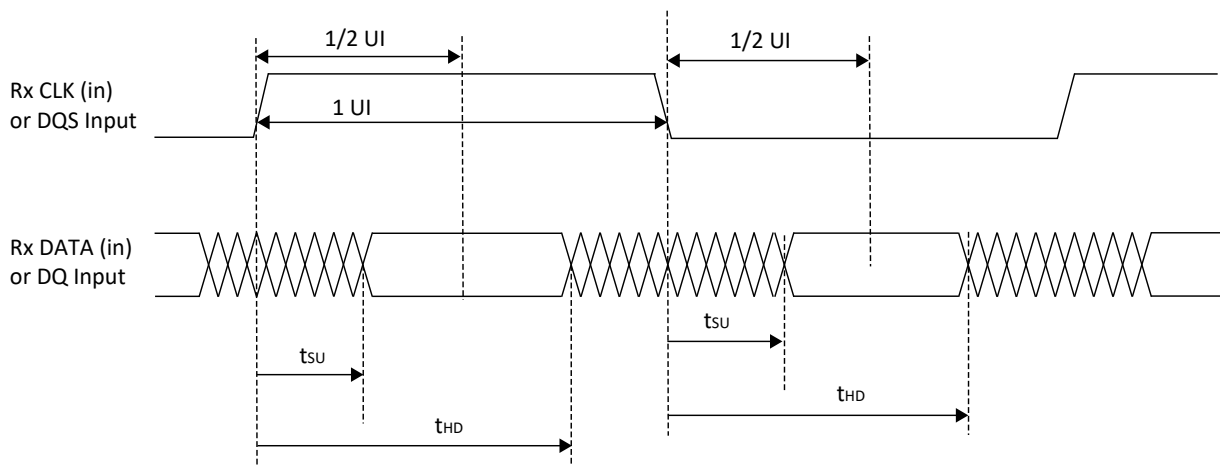 1/2 UI
1/2 UI
Rx CLK (in)
or DQS Input
1 UI
Rx DATA (in)
or DQ Input
tSU
tSU
tHD
tHD